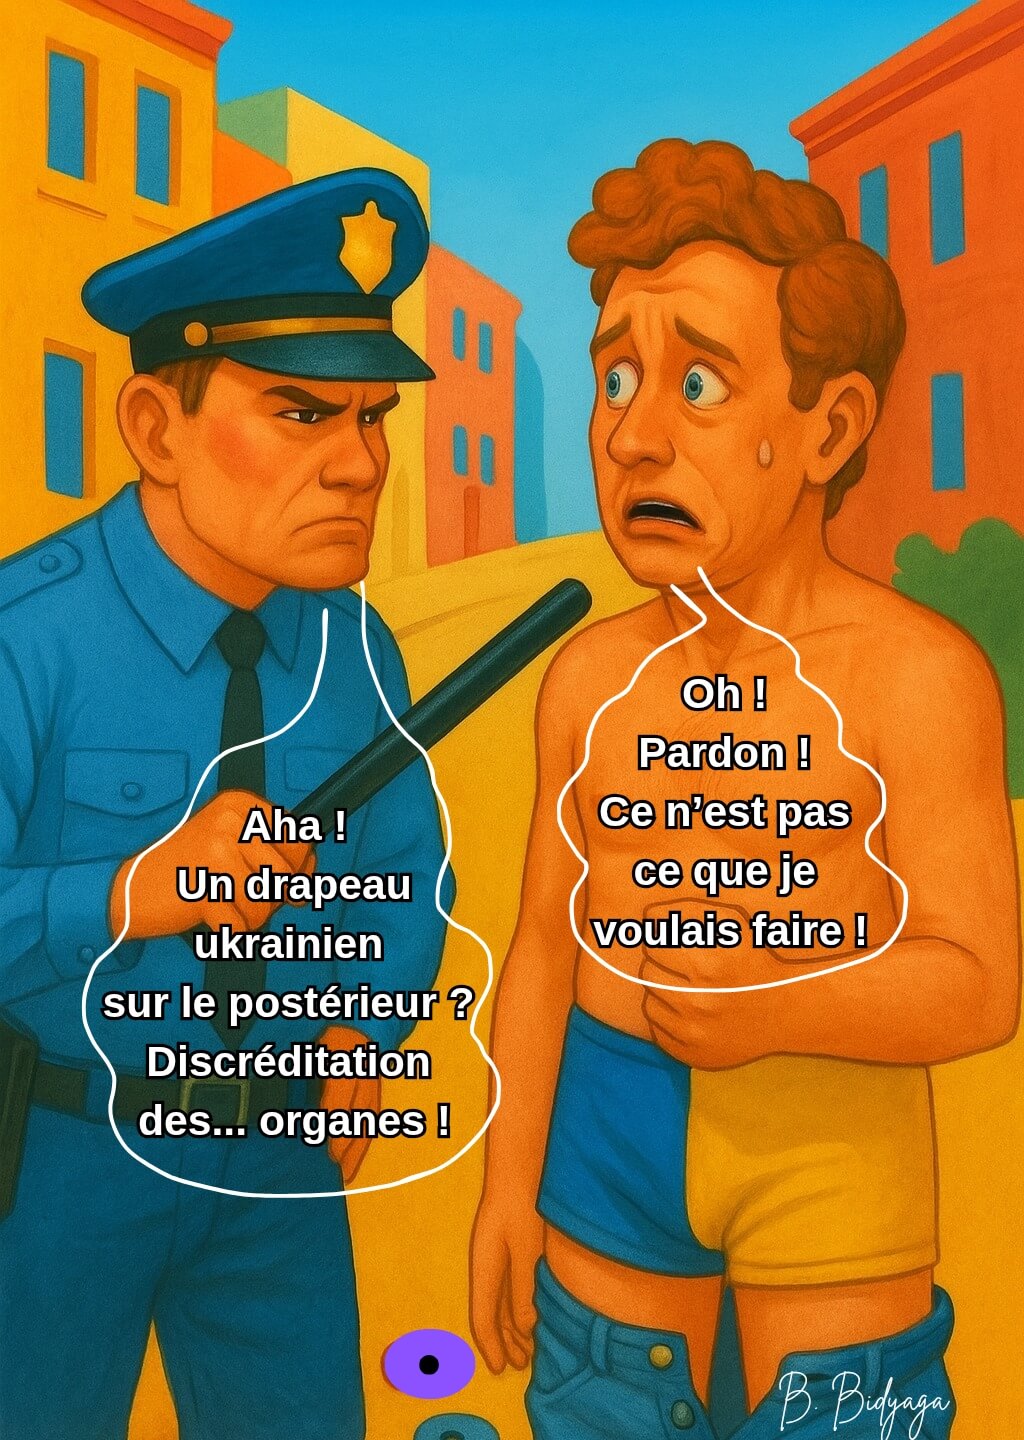 Aha !
Un drapeau
ukrainien
sur le postérieur ?
Discréditation
des... organes !
Oh !
Pardon !
Ce n’est pas
ce que je
voulais faire !
B. Bidyaga